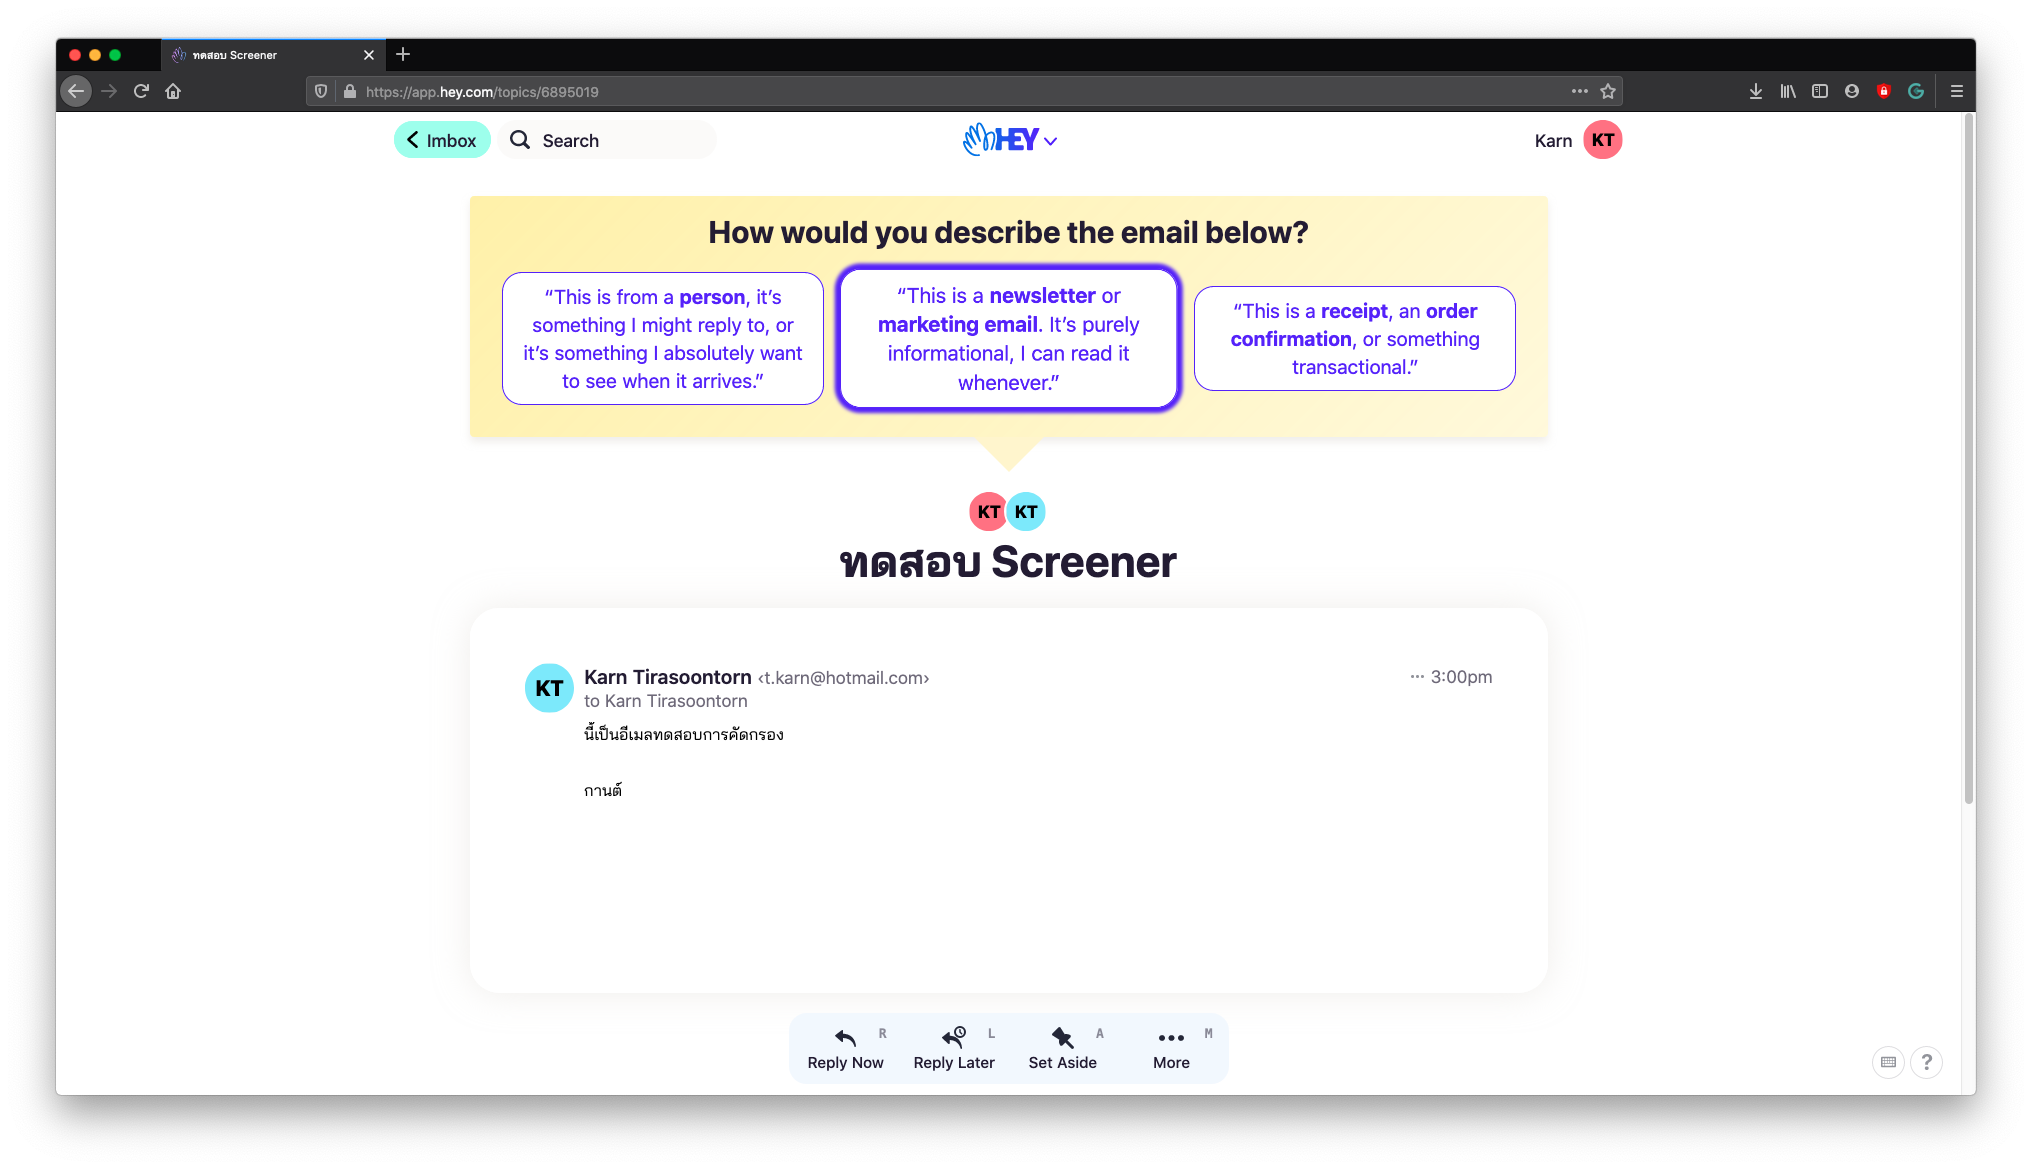 ทดสอบ Screener
https://app.hey.com/topics/6895019
Imbox
Search
HEY
Karn
KT
How would you describe the email below?
“This is from a person, it’s
something I might reply to, or
it’s something I absolutely want
to see when it arrives.”
“This is a newsletter or
marketing email. It’s purely
informational, I can read it
whenever.”
“This is a receipt, an order
confirmation, or something
transactional.”
KT KT
ทดสอบ Screener
KT
Karn Tirasoontorn <t.karn@hotmail.com>
··· 3:00pm
to Karn Tirasoontorn
นี้เป็นอีเมลทดสอบการคัดกรอง
กานต์
R
Reply Now
L
Reply Later
A
Set Aside
M
More
?